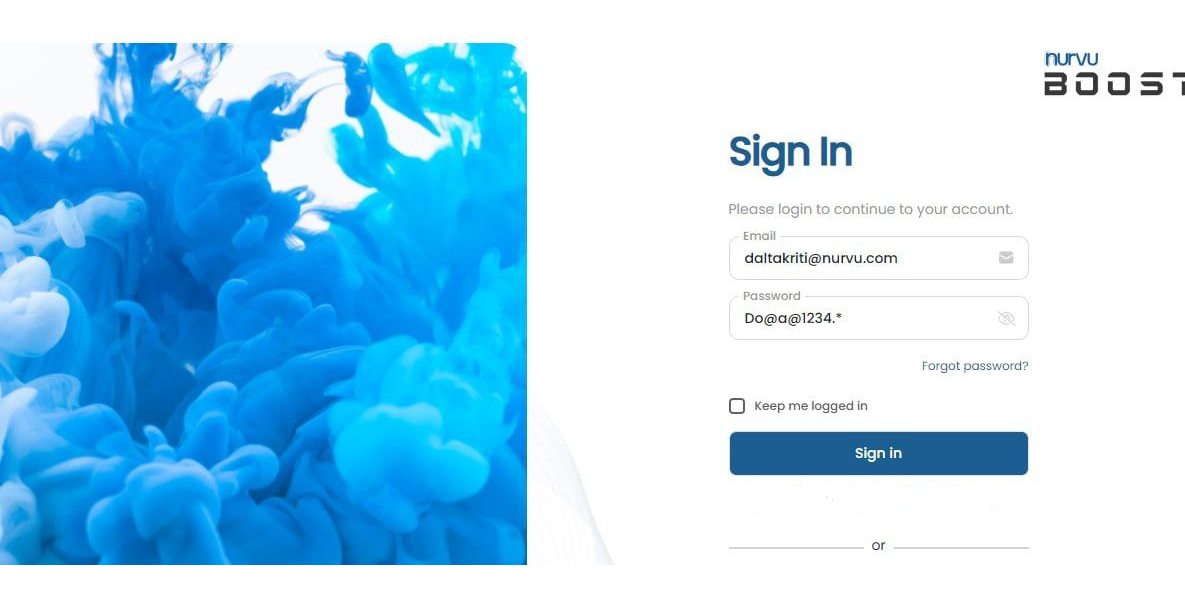 nurvu
BOOST
Sign In
Please login to continue to your account.
Email
daltakriti@nurvu.com
Password
Do@a@1234.*
Forgot password?
Keep me logged in
Sign in
or